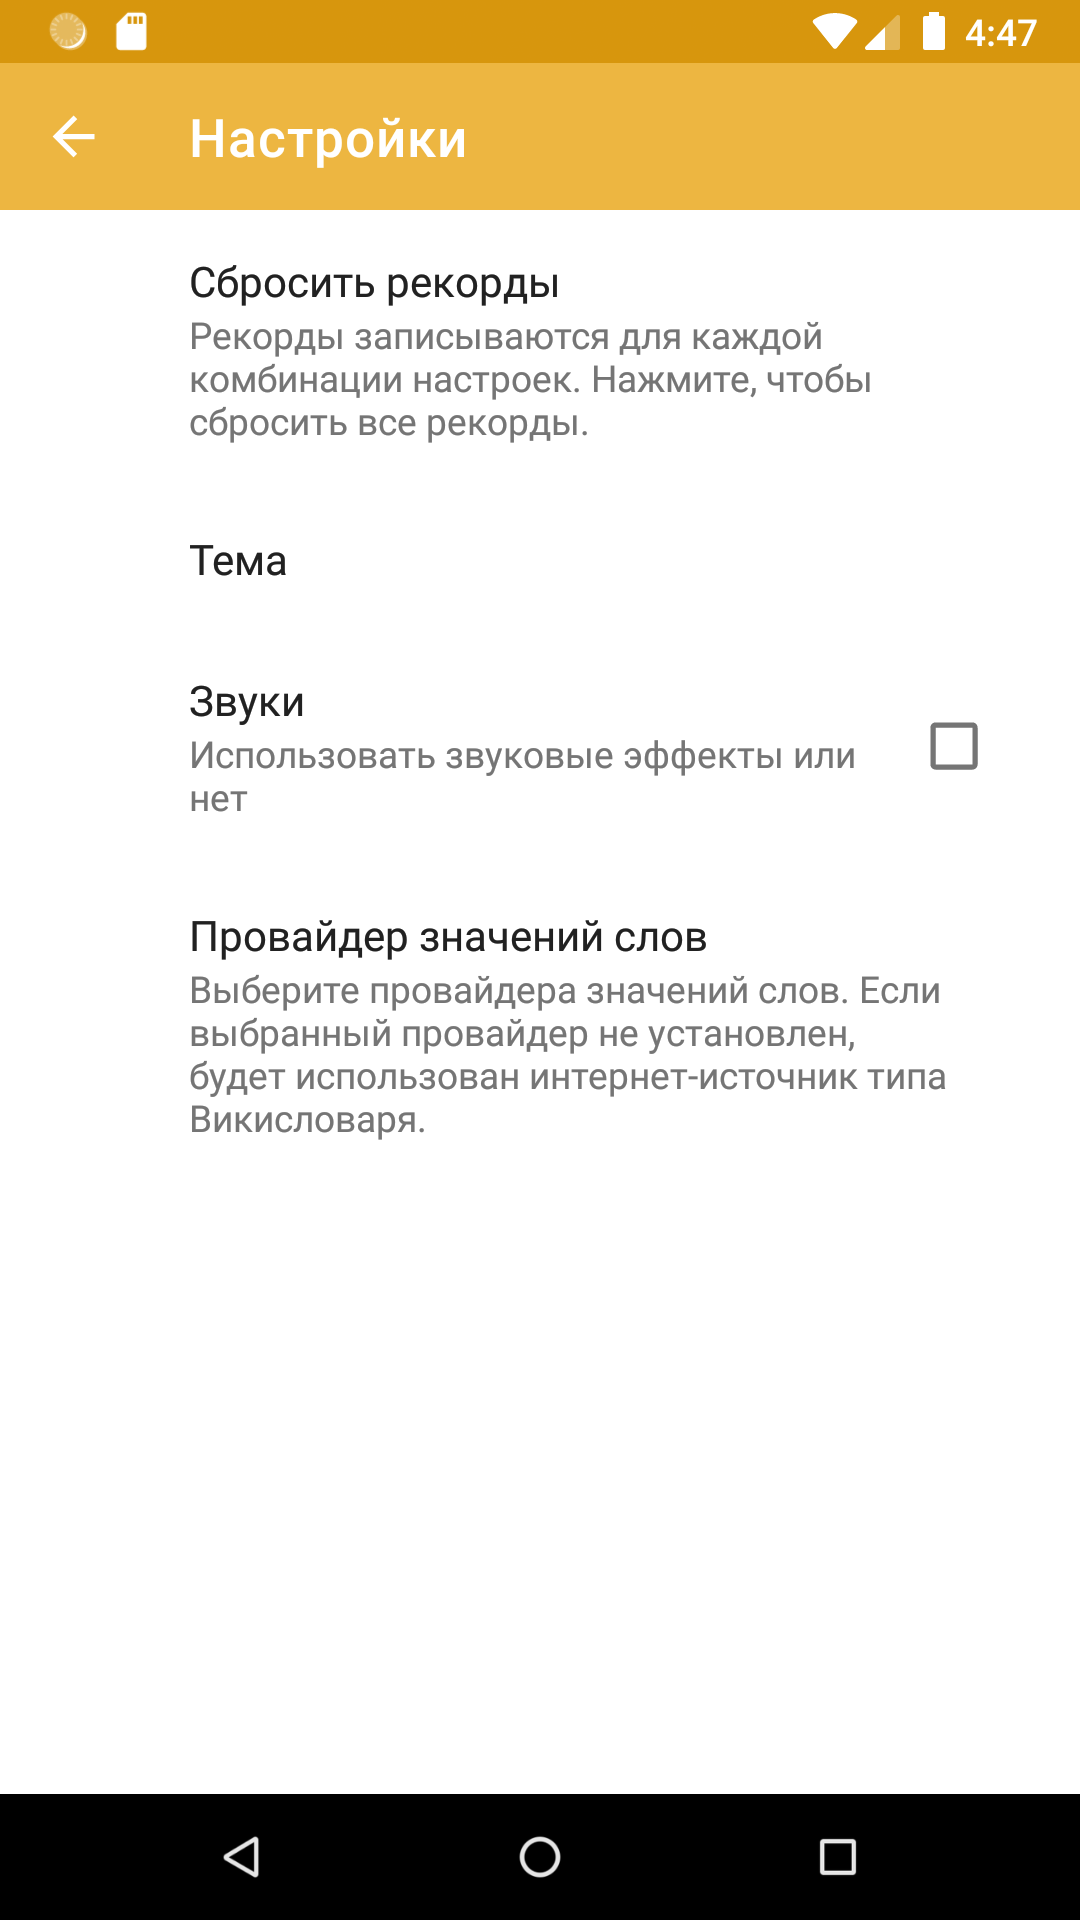 4:47
Настройки
Сбросить рекорды
Рекорды записываются для каждой
комбинации настроек. Нажмите, чтобы
сбросить все рекорды.
Тема
Звуки
Использовать звуковые эффекты или
нет
Провайдер значений слов
Выберите провайдера значений слов. Если
выбранный провайдер не установлен,
будет использован интернет-источник типа
Викисловаря.